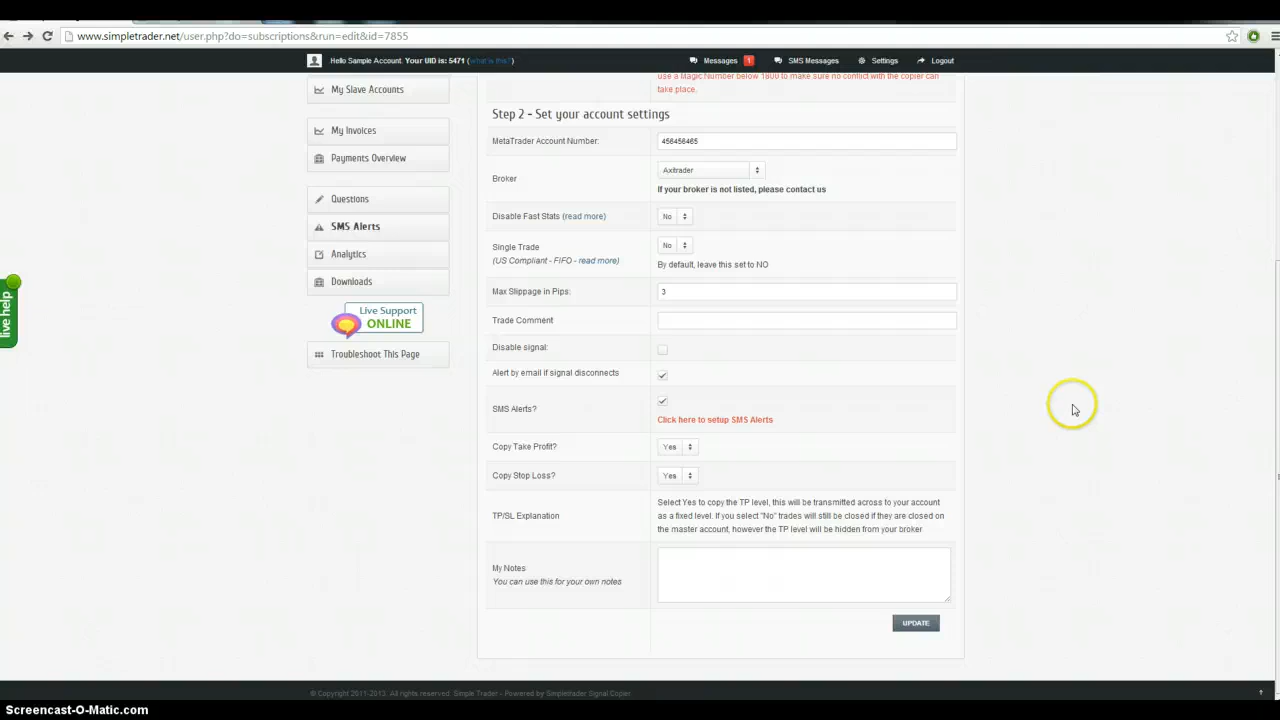 www.simpletrader.net/user.php?do=subscriptions&run=edit&id=7855
Hello Sample Account. Your UID is: 5471 (what is this?)
Messages 1
SMS Messages
Settings
Logout
My Slave Accounts
My Invoices
Payments Overview
Questions
SMS Alerts
Analytics
Downloads
Live Support
ONLINE
Troubleshoot This Page
live help
use a Magic Number below 1600 to make sure no conflict with the copier can
take place.
Step 2 - Set your account settings
MetaTrader Account Number: 456456465
Broker Axitrader
If your broker is not listed, please contact us
Disable Fast Stats (read more) No
Single Trade No
(US Compliant - FIFO - read more)
By default, leave this set to NO
Max Slippage in Pips: 3
Trade Comment
Disable signal:
Alert by email if signal disconnects
SMS Alerts?
Click here to setup SMS Alerts
Copy Take Profit? Yes
Copy Stop Loss? Yes
TP/SL Explanation
Select Yes to copy the TP level, this will be transmitted across to your account
as a fixed level. If you select "No" trades will still be closed if they are closed on
the master account, however the TP level will be hidden from your broker
My Notes
You can use this for your own notes
UPDATE
© Copyright 2011-2013. All rights reserved. Simple Trader - Powered by Simpletrader Signal Copier
Screencast-O-Matic.com